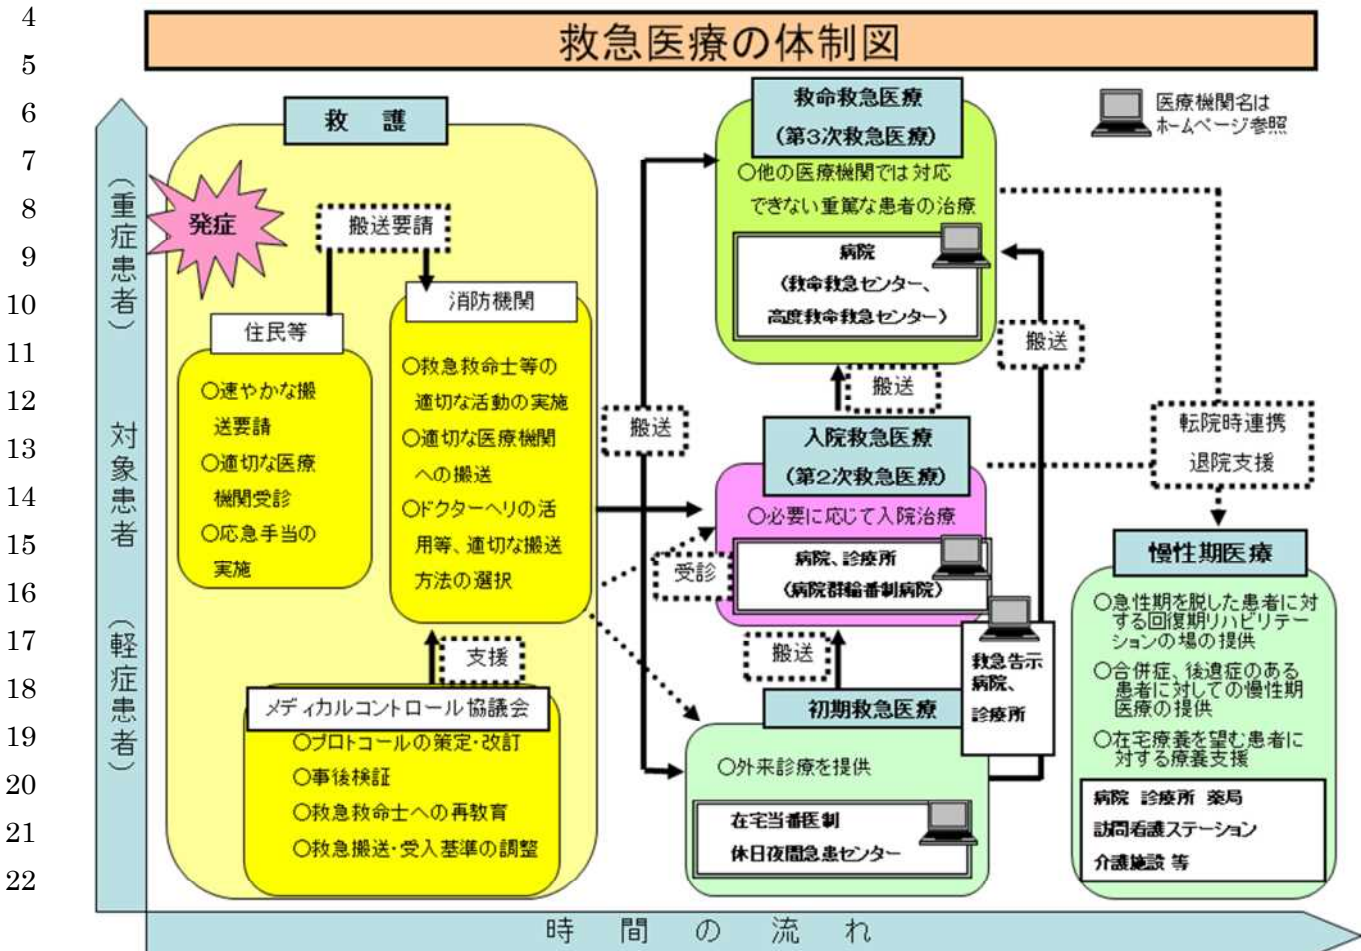 4
5
6
7
8
9
10
11
12
13
14
15
16
17
18
19
20
21
22
救急医療の体制図
医療機関名は
ホームページ参照
(重症患者)
対象患者
(軽症患者)
救 護
発症
搬送要請
住民等
○速やかな搬
送要請
○適切な医療
機関受診
○応急手当の
実施
消防機関
○救急救命士等の
適切な活動の実施
○適切な医療機関
への搬送
○ドクターヘリの活
用等、適切な搬送
方法の選択
支援
メディカルコントロール協議会
○プロトコールの策定・改訂
○事後検証
○救急救命士への再教育
○救急搬送・受入基準の調整
搬送
受診
救命救急医療
(第3次救急医療)
○他の医療機関では対応
できない重篤な患者の治療
病院
(救命救急センター、
高度救命救急センター)
搬送
搬送
入院救急医療
(第2次救急医療)
○必要に応じて入院治療
病院、診療所
(病院群輪番制病院)
搬送
救急告示
病院、
診療所
初期救急医療
○外来診療を提供
在宅当番医制
休日夜間急患センター
転院時連携
退院支援
慢性期医療
○急性期を脱した患者に対
する回復期リハビリテー
ションの場の提供
○合併症、後遺症のある
患者に対しての慢性期
医療の提供
○在宅療養を望む患者に
対する療養支援
病院 診療所 薬局
訪問看護ステーション
介護施設 等
時 間 の 流 れ